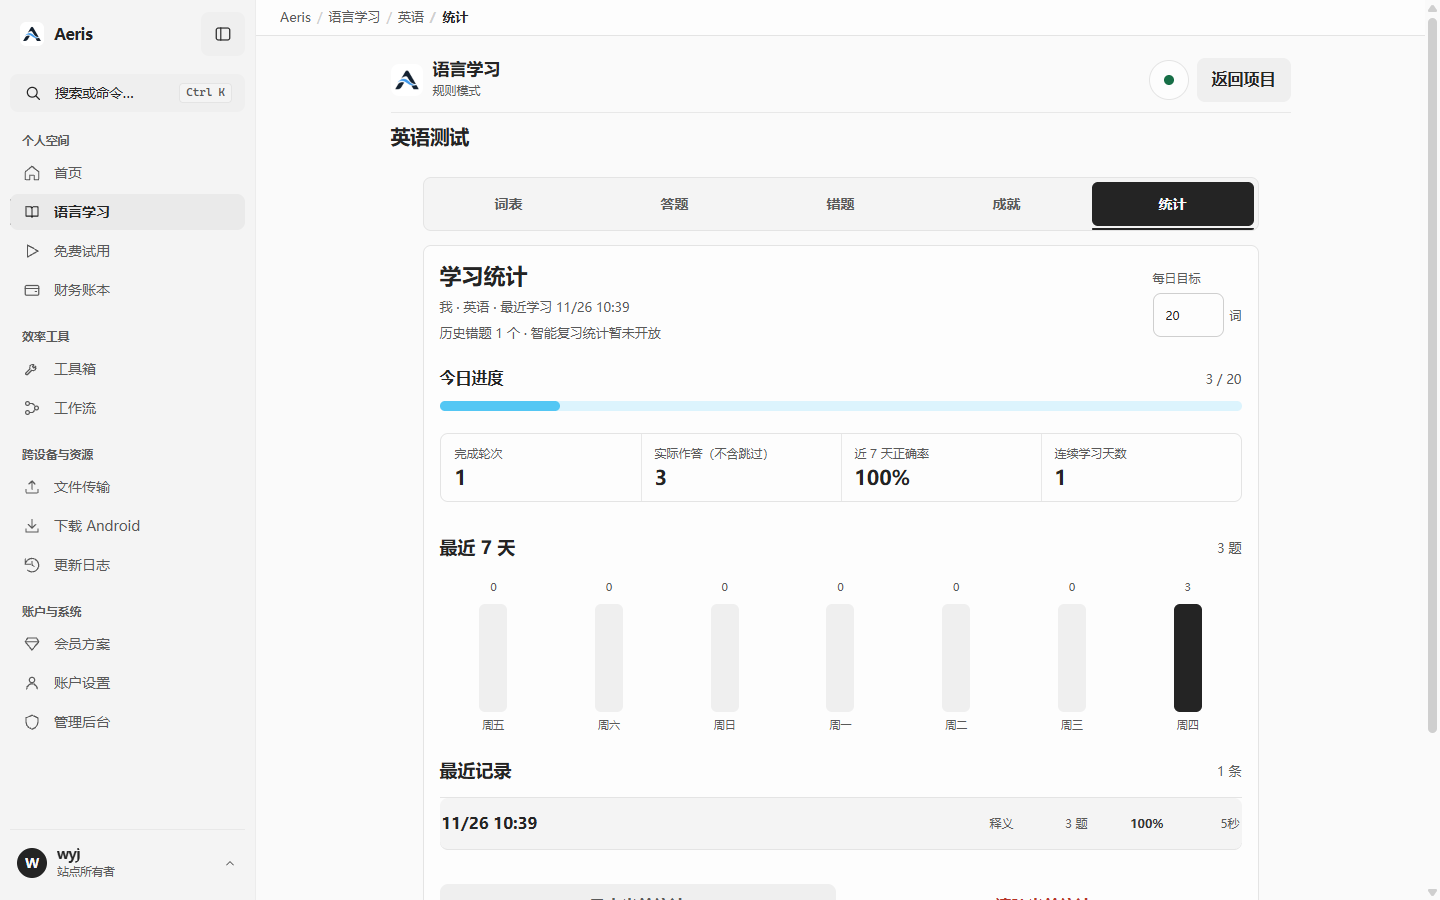 Aeris
搜索或命令... Ctrl K
个人空间
首页
语言学习
免费试用
财务账本
效率工具
工具箱
工作流
跨设备与资源
文件传输
下载 Android
更新日志
账户与系统
会员方案
账户设置
管理后台
W
wyj
站点所有者
Aeris / 语言学习 / 英语 / 统计
语言学习
规则模式
返回项目
英语测试
词表 答题 错题 成就 统计
学习统计
我 · 英语 · 最近学习 11/26 10:39
历史错题 1 个 · 智能复习统计暂未开放
每日目标
20 词
今日进度 3 / 20
完成轮次 实际作答（不含跳过） 近 7 天正确率 连续学习天数
1 3 100% 1
最近 7 天 3 题
0 0 0 0 0 0 3
周五 周六 周日 周一 周二 周三 周四
最近记录 1 条
11/26 10:39 释义 3 题 100% 5秒